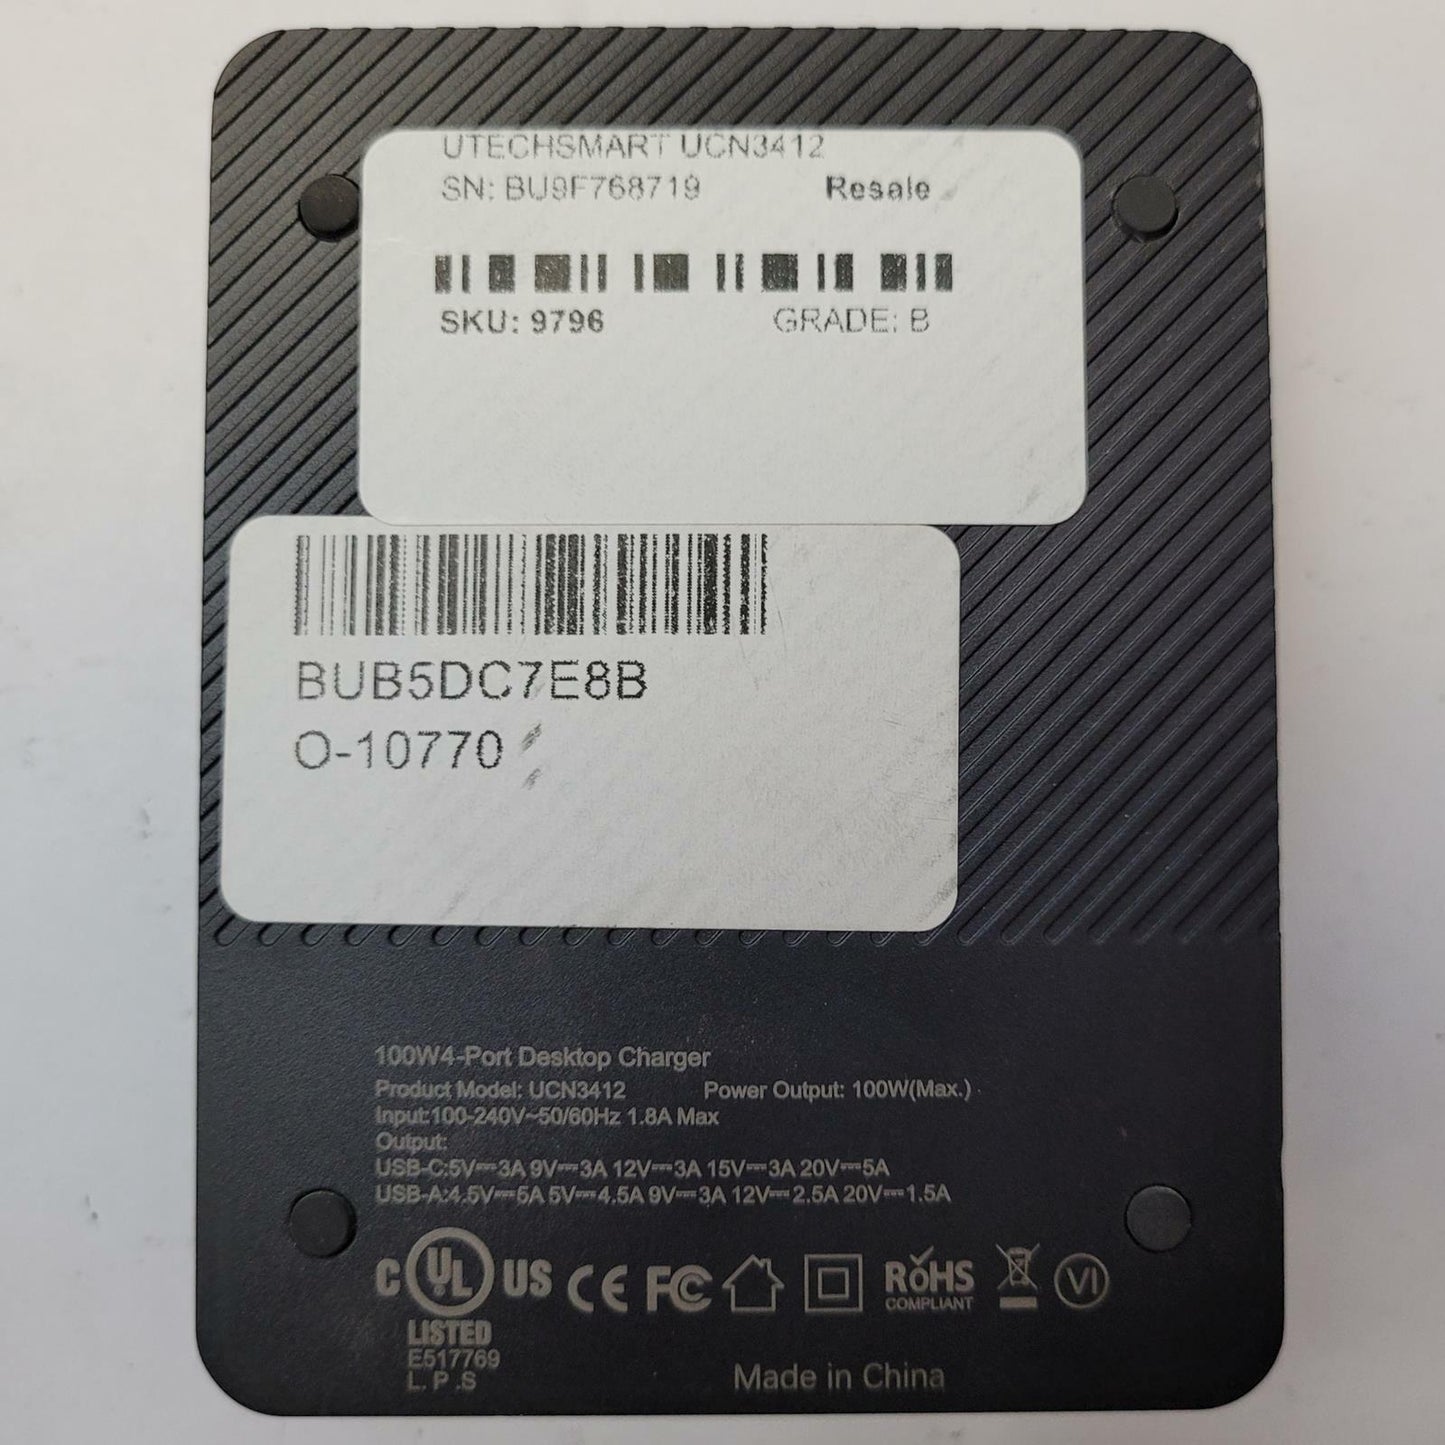 UTECHSMART UCN3412
SN: BU9F768719 Resale
SKU: 9796 GRADE: B
BUB5DC7E8B
O-10770
100W4-Port Desktop Charger
Product Model: UCN3412 Power Output: 100W(Max.)
Input:100-240V~50/60Hz 1.8A Max
Output:
USB-C:5V⎓3A 9V⎓3A 12V⎓3A 15V⎓3A 20V⎓5A
USB-A:4.5V⎓5A 5V⎓4.5A 9V⎓3A 12V⎓2.5A 20V⎓1.5A
C UL US CE FC RoHS VI
COMPLIANT
LISTED
E517769
L. P .S
Made in China